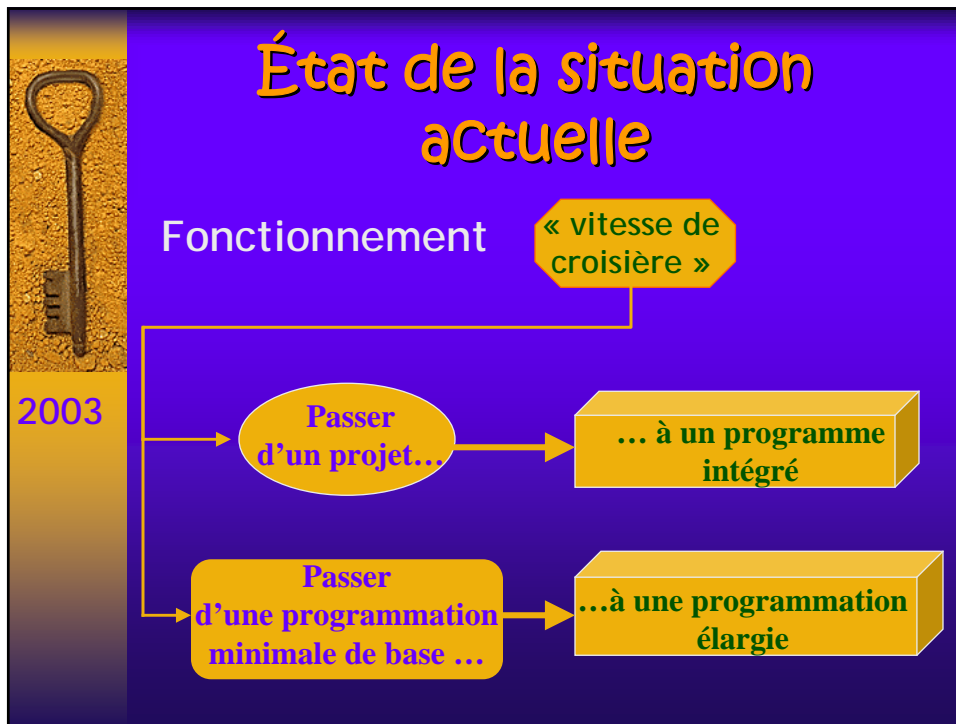 État de la situation
actuelle
Fonctionnement
« vitesse de
croisière »
2003
Passer
d'un projet…
… à un programme
intégré
Passer
d'une programmation
minimale de base …
…à une programmation
élargie